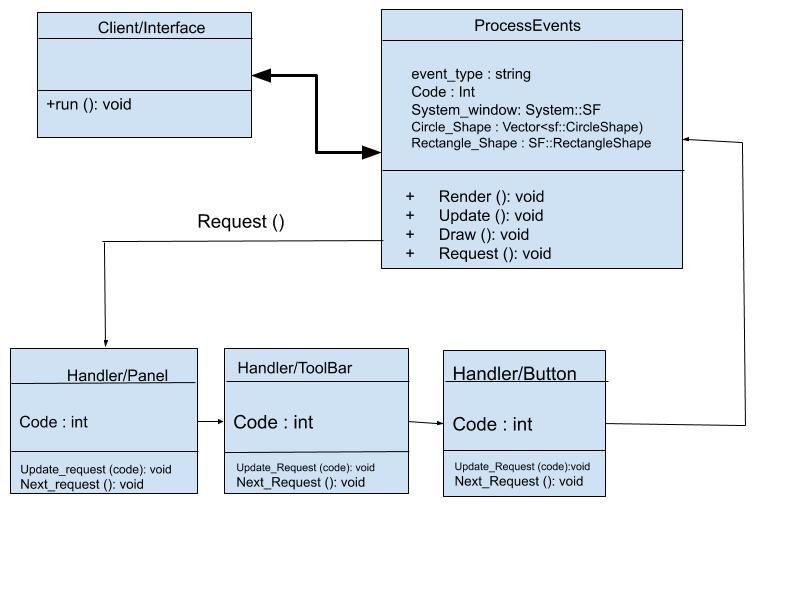 Client/Interface
+run (): void
ProcessEvents
event_type : string
Code : Int
System_window: System::SF
Circle_Shape : Vector<sf::CircleShape)
Rectangle_Shape : SF::RectangleShape
+ Render (): void
+ Update (): void
+ Draw (): void
+ Request (): void
Request ()
Handler/Panel
Code : int
Update_request (code): void
Next_request (): void
Handler/ToolBar
Code : int
Update_Request (code): void
Next_Request (): void
Handler/Button
Code : int
Update_Request (code):void
Next_Request (): void